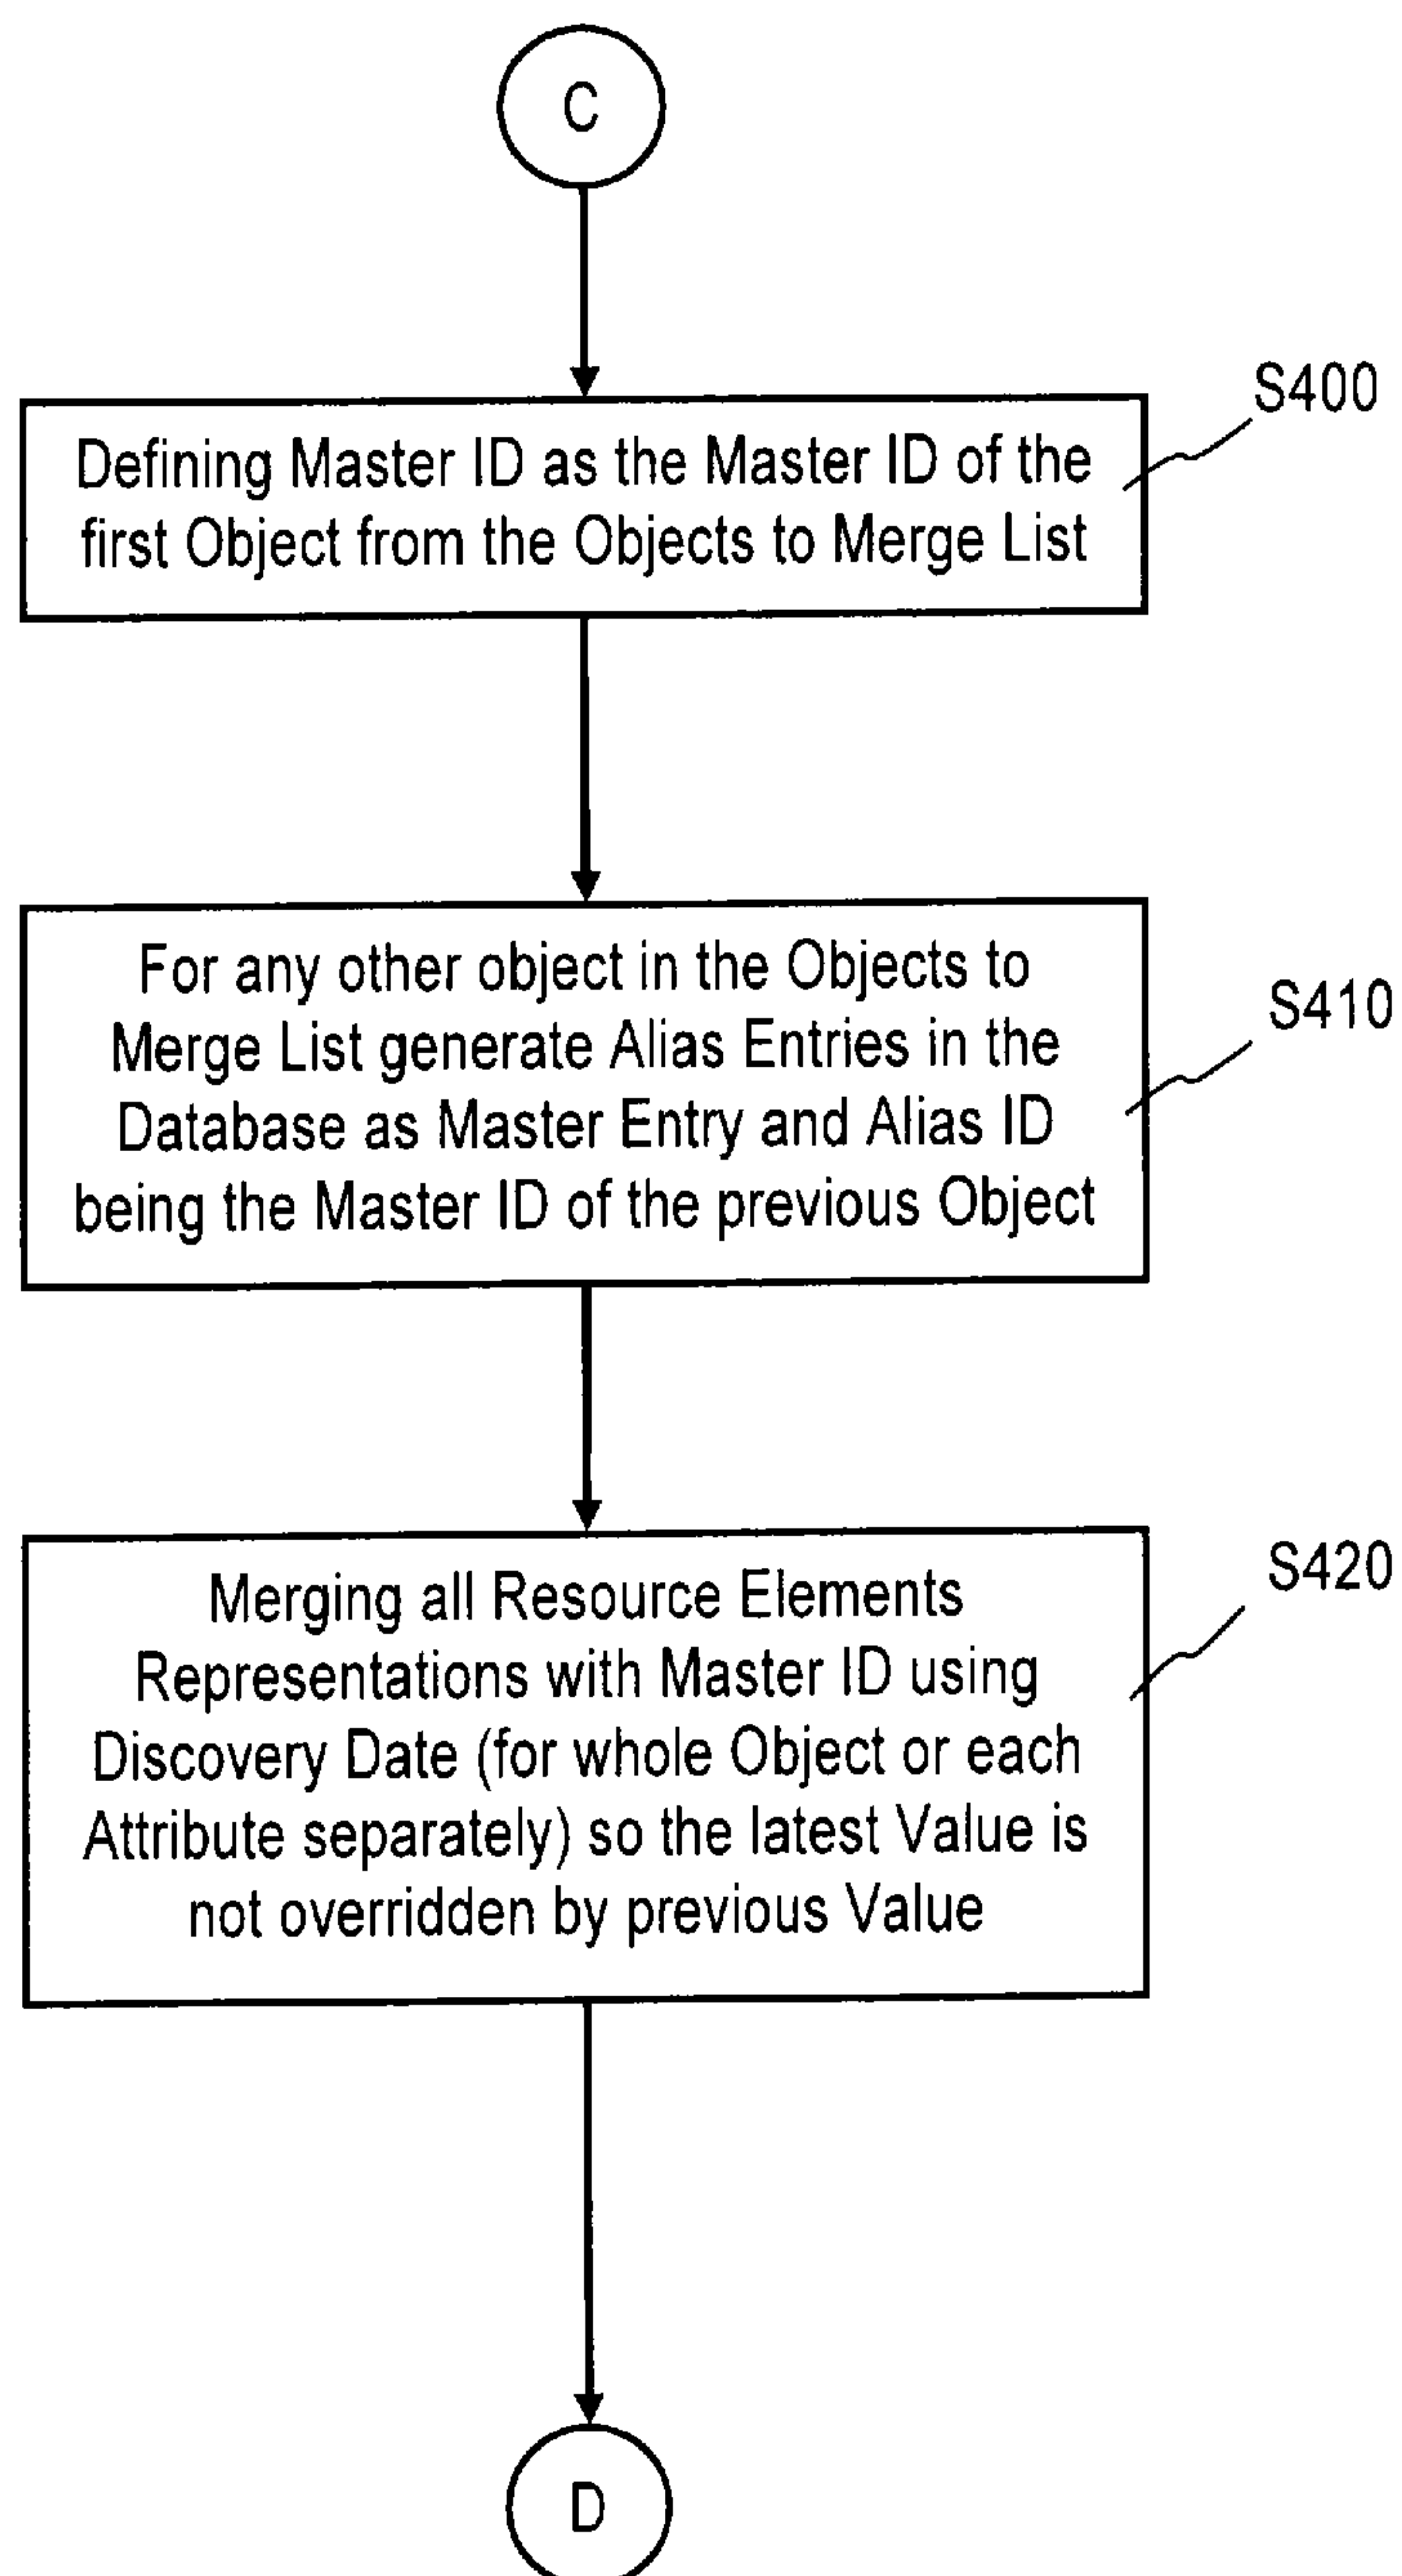 C
S400
Defining Master ID as the Master ID of the
first Object from the Objects to Merge List
S410
For any other object in the Objects to
Merge List generate Alias Entries in the
Database as Master Entry and Alias ID
being the Master ID of the previous Object
S420
Merging all Resource Elements
Representations with Master ID using
Discovery Date (for whole Object or each
Attribute separately) so the latest Value is
not overridden by previous Value
D